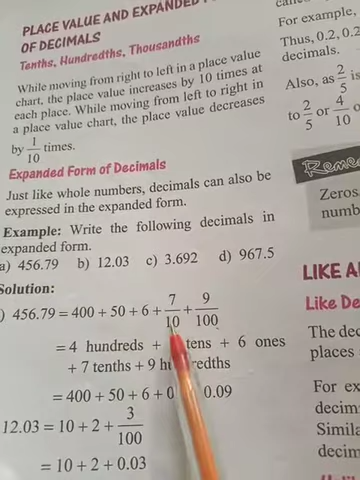 PLACE VALUE AND EXPANDED
OF DECIMALS
Tenths, Hundredths, Thousandths
While moving from right to left in a place value
chart, the place value increases by 10 times at
each place. While moving from left to right in
a place value chart, the place value decreases
by 1/10 times.
Expanded Form of Decimals
Just like whole numbers, decimals can also be
expressed in the expanded form.
Example: Write the following decimals in
expanded form.
a) 456.79 b) 12.03 c) 3.692 d) 967.5
Solution:
) 456.79 = 400 + 50 + 6 + 7/10 + 9/100
= 4 hundreds + tens + 6 ones
+ 7 tenths + 9 hu redths
= 400 + 50 + 6 + 0 0.09
12.03 = 10 + 2 + 3/100
= 10 + 2 + 0.03
For example,
Thus, 0.2, 0.2
decimals.
Also, as 2/5 is
to 2/5 or 4/10 o
Reme
Zeros
numb
LIKE A
Like De
The dec
places
For ex
decim
Simila
decim